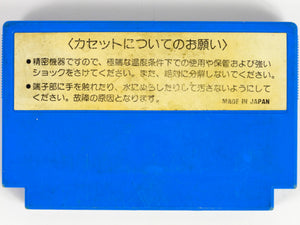 〈カセットについてのお願い〉
●精密機器ですので、極端な温度条件下での使用や保管および強い
ショックをさけてください。また、絶対に分解しないでください。
●端子部に手を触れたり、水にぬらしたりして汚さないようにして
ください。故障の原因となります。
MADE IN JAPAN